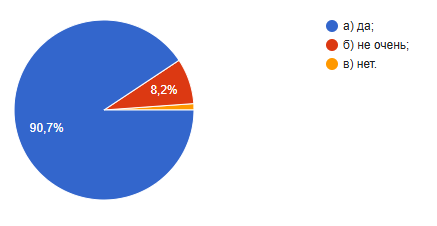 а) да;
б) не очень;
в) нет.
8,2%
90,7%